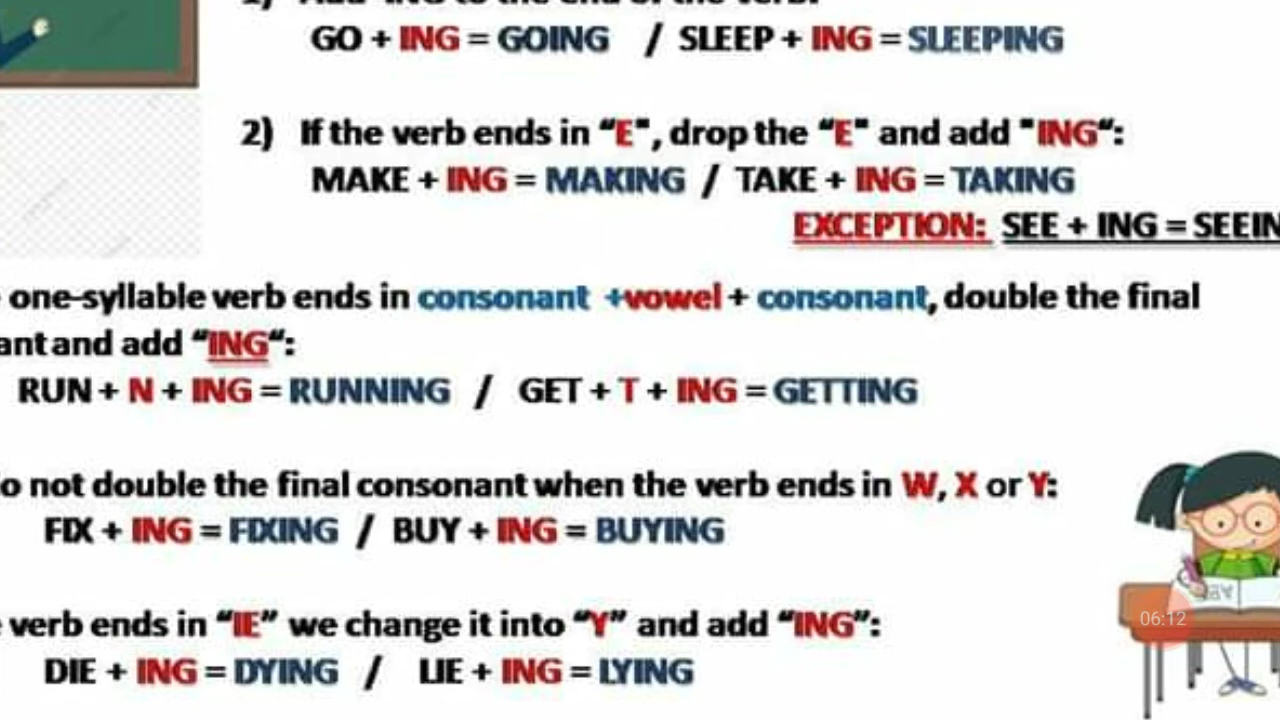 GO + ING = GOING / SLEEP + ING = SLEEPING
2) If the verb ends in “E", drop the “E" and add "ING“:
MAKE + ING = MAKING / TAKE + ING = TAKING
EXCEPTION: SEE + ING = SEEIN
one-syllable verb ends in consonant +vowel + consonant, double the final
ant and add “ING“:
RUN + N + ING = RUNNING / GET + T + ING = GETTING
o not double the final consonant when the verb ends in W, X or Y:
FIX + ING = FIXING / BUY + ING = BUYING
verb ends in “IE” we change it into “Y” and add “ING”:
DIE + ING = DYING / LIE + ING = LYING
06:12